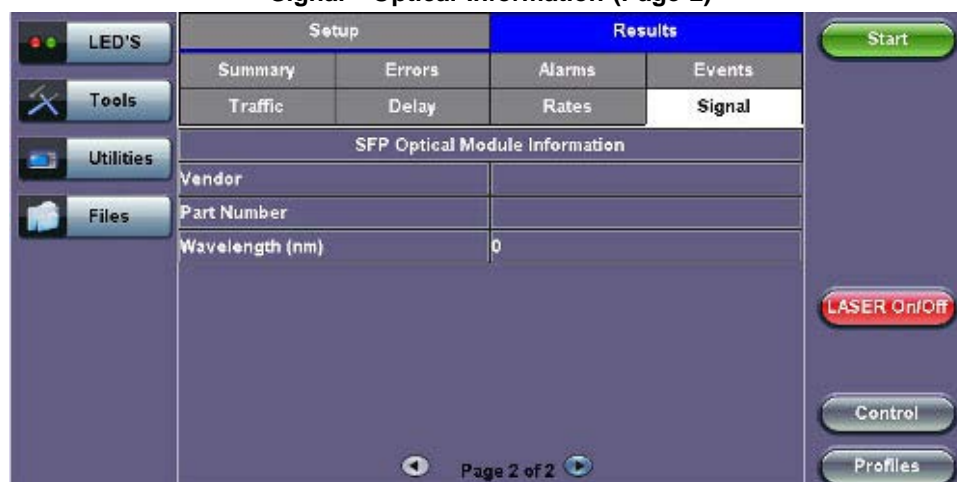 Signal - Optical Information (Page 2)
LED'S
Tools
Utilities
Files
Setup Results
Summary Errors Alarms Events
Traffic Delay Rates Signal
SFP Optical Module Information
Vendor
Part Number
Wavelength (nm) 0
Page 2 of 2
Start
LASER On/Off
Control
Profiles